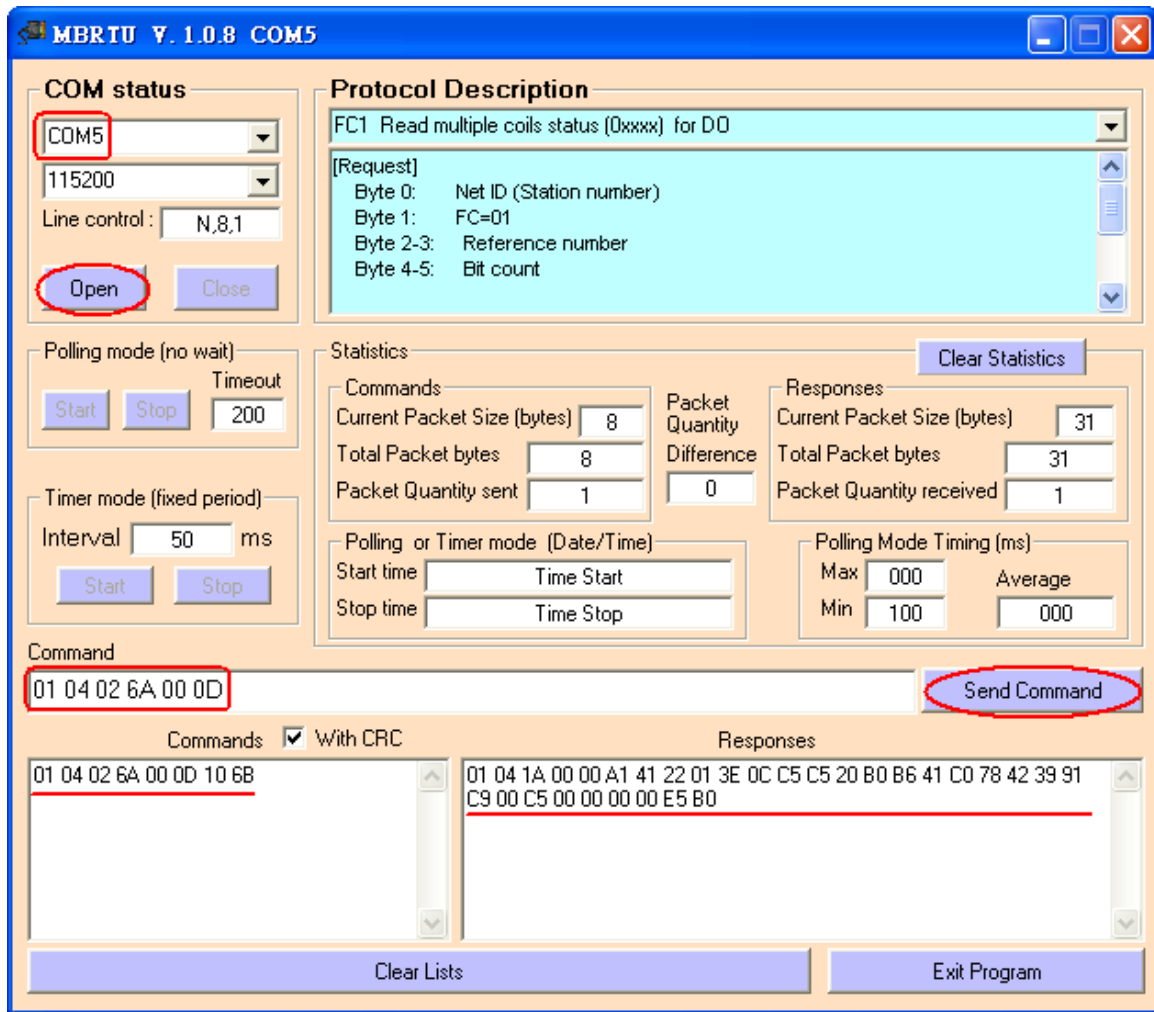 MBRTU V. 1.0.8 COM5
COM status
COM5
115200
Line control : N,8,1
Open Close
Protocol Description
FC1 Read multiple coils status (0xxxx) for DO
[Request]
Byte 0: Net ID (Station number)
Byte 1: FC=01
Byte 2-3: Reference number
Byte 4-5: Bit count
Polling mode (no wait)
Timeout
Start Stop 200
Timer mode (fixed period)
Interval 50 ms
Start Stop
Statistics
Clear Statistics
Commands
Current Packet Size (bytes) 8
Total Packet bytes 8
Packet Quantity sent 1
Packet
Quantity
Difference
0
Responses
Current Packet Size (bytes) 31
Total Packet bytes 31
Packet Quantity received 1
Polling or Timer mode (Date/Time)
Start time Time Start
Stop time Time Stop
Polling Mode Timing (ms)
Max 000 Average
Min 100 000
Command
01 04 02 6A 00 0D Send Command
Commands With CRC
01 04 02 6A 00 0D 10 6B
Responses
01 04 1A 00 00 A1 41 22 01 3E 0C C5 C5 20 B0 B6 41 C0 78 42 39 91
C9 00 C5 00 00 00 00 E5 B0
Clear Lists Exit Program